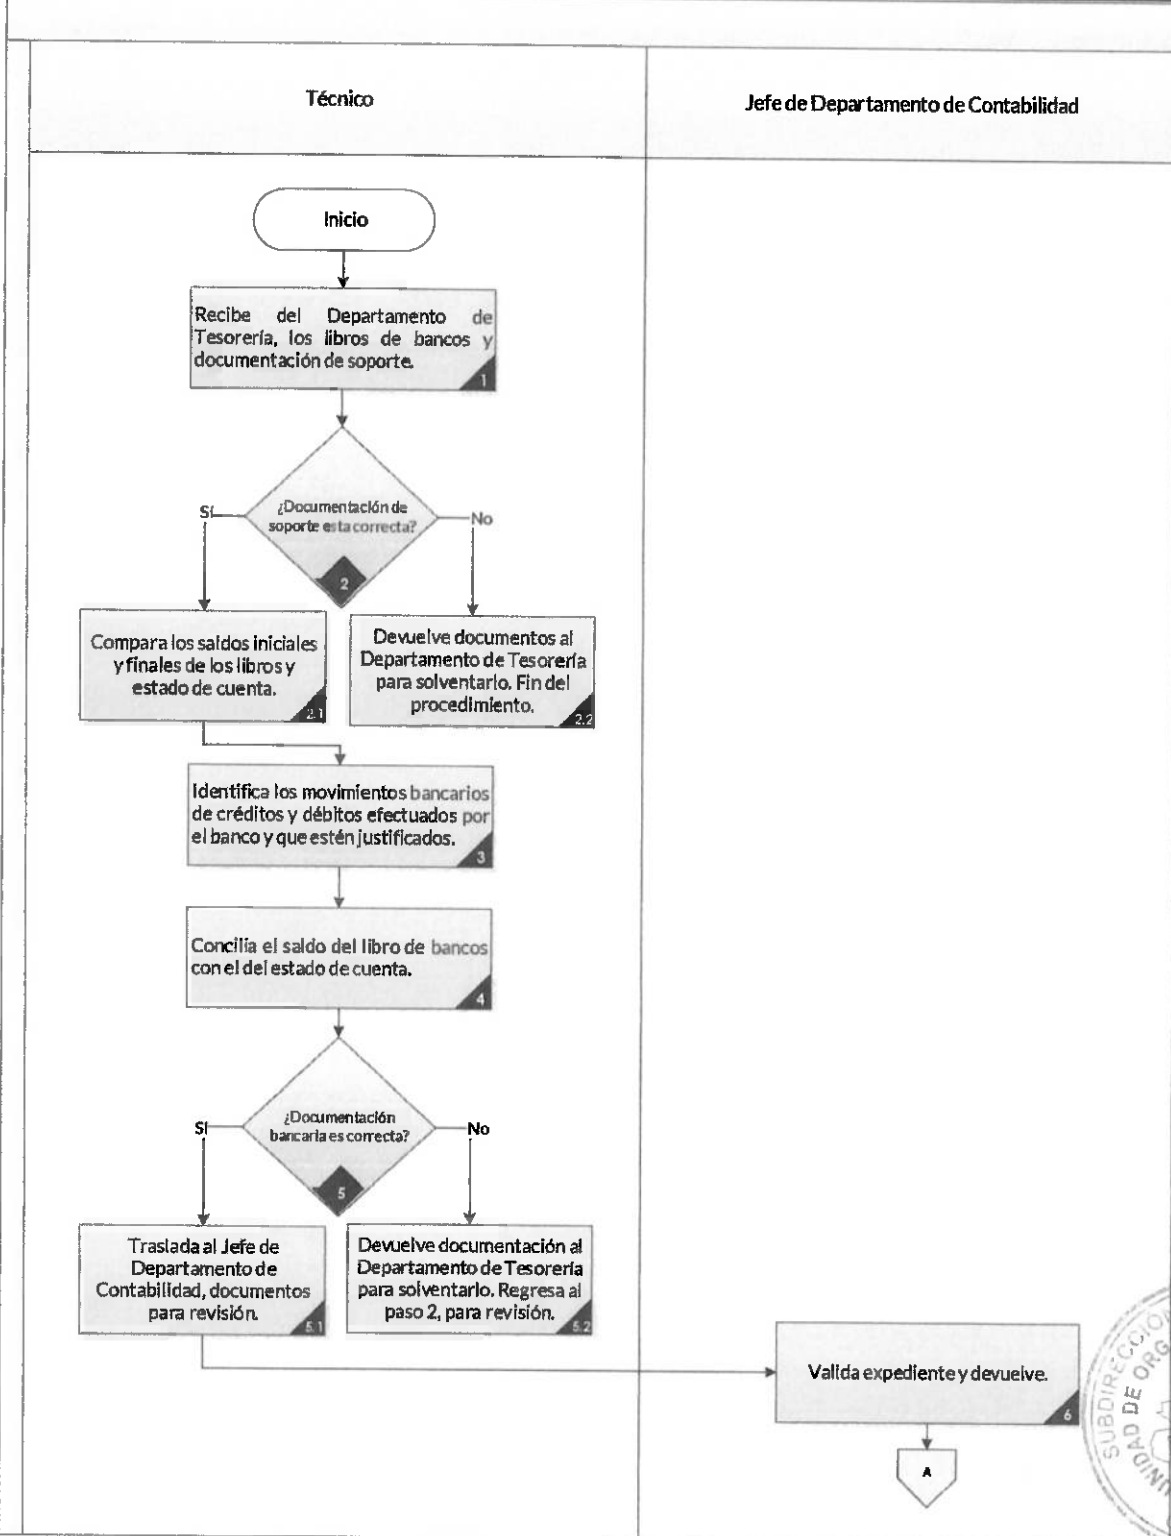 Técnico
Jefe de Departamento de Contabilidad
Inicio
Recibe del Departamento de
Tesorería, los libros de bancos y
documentación de soporte.
1
¿Documentación de
soporte esta correcta?
2
Sí
No
Compara los saldos iniciales
y finales de los libros y
estado de cuenta.
2.1
Devuelve documentos al
Departamento de Tesorería
para solventarlo. Fin del
procedimiento.
2.2
Identifica los movimientos bancarios
de créditos y débitos efectuados por
el banco y que estén justificados.
3
Concilia el saldo del libro de bancos
con el del estado de cuenta.
4
¿Documentación
bancaria es correcta?
5
Sí
No
Traslada al Jefe de
Departamento de
Contabilidad, documentos
para revisión.
5.1
Devuelve documentación al
Departamento de Tesorería
para solventarlo. Regresa al
paso 2, para revisión.
5.2
Valida expediente y devuelve.
6
A
SUBDIRECCIÓN
UNIDAD DE ORG